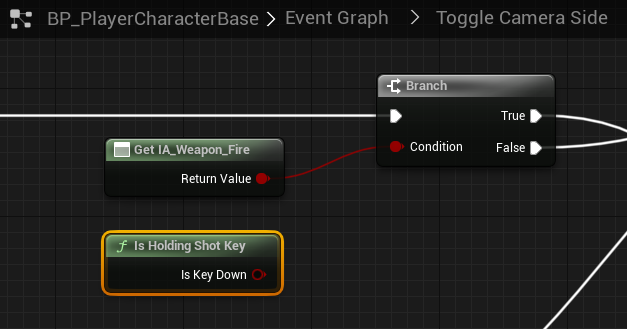 BP_PlayerCharacterBase > Event Graph > Toggle Camera Side
Branch
True
Condition
False
Get IA_Weapon_Fire
Return Value
f Is Holding Shot Key
Is Key Down